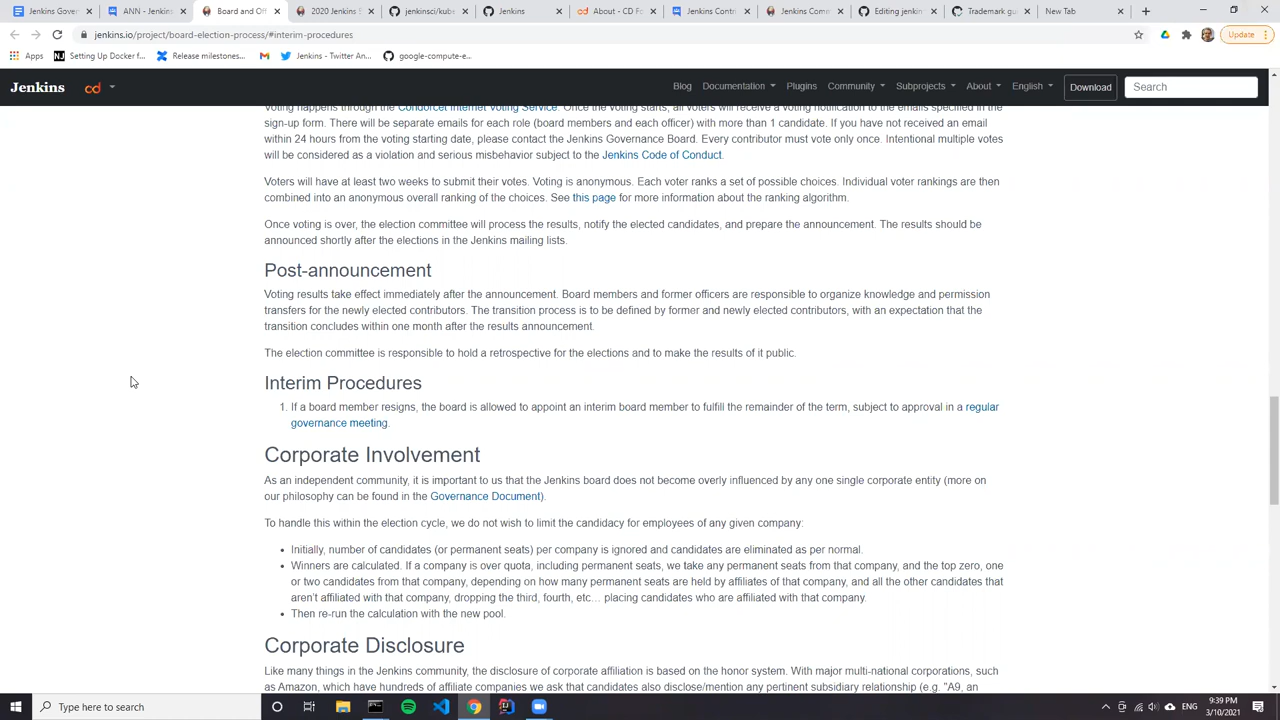 Jenkins Gover
ANN - Jenkins
Board and Off
2020 Jenkins S
jenkinsci/kube
Jenkins
About - CD Fo
Jenkins Contri
Jenkins Comm
Editing jenkin
Trademark gui
New Tab
jenkins.io/project/board-election-process/#interim-procedures
Update
Apps
Setting Up Docker f...
Release milestones...
Jenkins - Twitter An...
google-compute-e...
Jenkins
cd
Blog
Documentation
Plugins
Community
Subprojects
About
English
Download
Search
Voting happens through the Condorcet Internet Voting Service. Once the voting starts, all voters will receive a voting notification to the emails specified in the
sign-up form. There will be separate emails for each role (board members and each officer) with more than 1 candidate. If you have not received an email
within 24 hours from the voting starting date, please contact the Jenkins Governance Board. Every contributor must vote only once. Intentional multiple votes
will be considered as a violation and serious misbehavior subject to the Jenkins Code of Conduct.
Voters will have at least two weeks to submit their votes. Voting is anonymous. Each voter ranks a set of possible choices. Individual voter rankings are then
combined into an anonymous overall ranking of the choices. See this page for more information about the ranking algorithm.
Once voting is over, the election committee will process the results, notify the elected candidates, and prepare the announcement. The results should be
announced shortly after the elections in the Jenkins mailing lists.
Post-announcement
Voting results take effect immediately after the announcement. Board members and former officers are responsible to organize knowledge and permission
transfers for the newly elected contributors. The transition process is to be defined by former and newly elected contributors, with an expectation that the
transition concludes within one month after the results announcement.
The election committee is responsible to hold a retrospective for the elections and to make the results of it public.
Interim Procedures
1. If a board member resigns, the board is allowed to appoint an interim board member to fulfill the remainder of the term, subject to approval in a regular
governance meeting.
Corporate Involvement
As an independent community, it is important to us that the Jenkins board does not become overly influenced by any one single corporate entity (more on
our philosophy can be found in the Governance Document).
To handle this within the election cycle, we do not wish to limit the candidacy for employees of any given company:
• Initially, number of candidates (or permanent seats) per company is ignored and candidates are eliminated as per normal.
• Winners are calculated. If a company is over quota, including permanent seats, we take any permanent seats from that company, and the top zero, one
or two candidates from that company, depending on how many permanent seats are held by affiliates of that company, and all the other candidates that
aren't affiliated with that company, dropping the third, fourth, etc... placing candidates who are affiliated with that company.
• Then re-run the calculation with the new pool.
Corporate Disclosure
Like many things in the Jenkins community, the disclosure of corporate affiliation is based on the honor system. With major multi-national corporations, such
as Amazon, which have hundreds of affiliate companies we ask that candidates also disclose/mention any pertinent subsidiary relationship (e.g. "A9, an
Type here to search
ENG
9:39 PM
3/10/2021